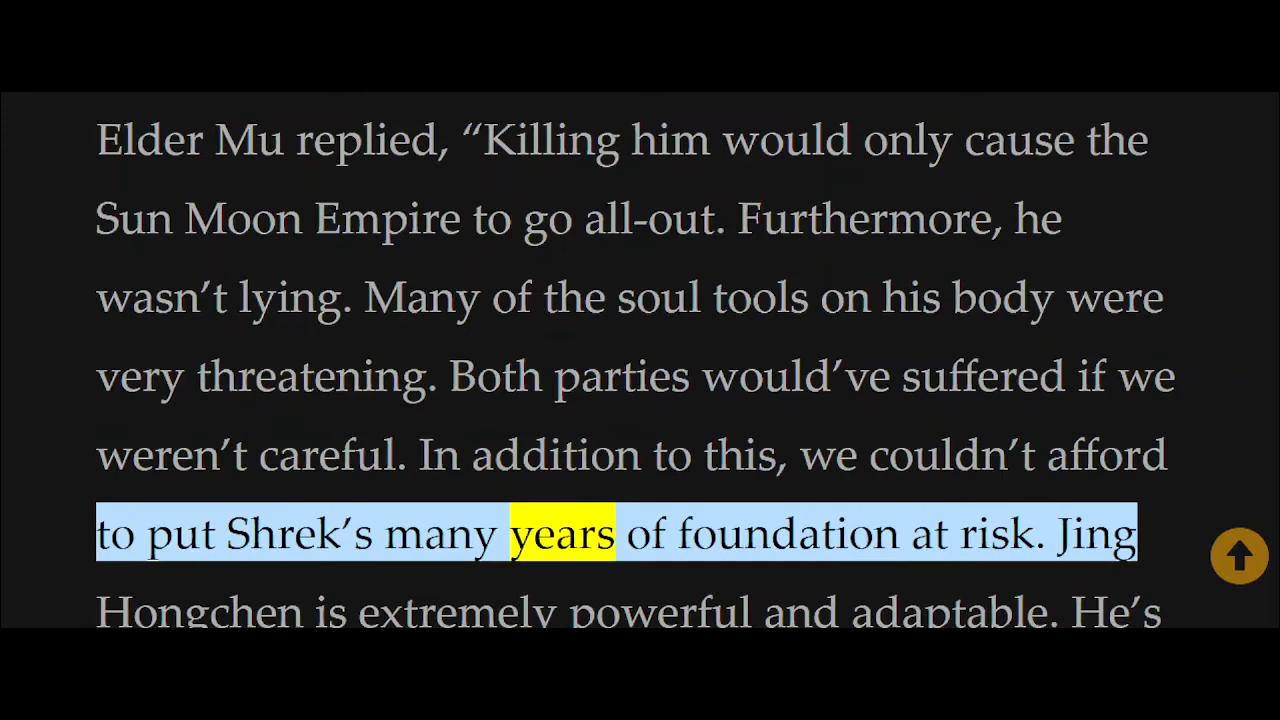 Elder Mu replied, “Killing him would only cause the
Sun Moon Empire to go all-out. Furthermore, he
wasn’t lying. Many of the soul tools on his body were
very threatening. Both parties would’ve suffered if we
weren’t careful. In addition to this, we couldn’t afford
to put Shrek’s many years of foundation at risk. Jing
Hongchen is extremely powerful and adaptable. He’s